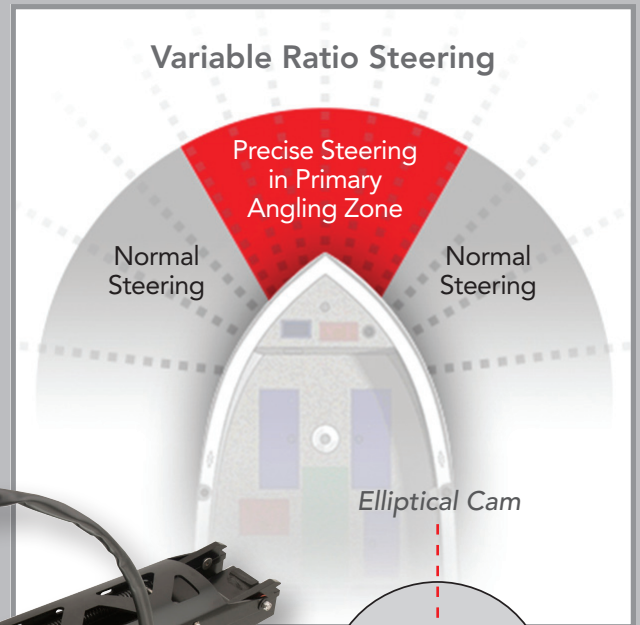 Variable Ratio Steering
Precise Steering
in Primary
Angling Zone
Normal
Steering
Normal
Steering
Elliptical Cam